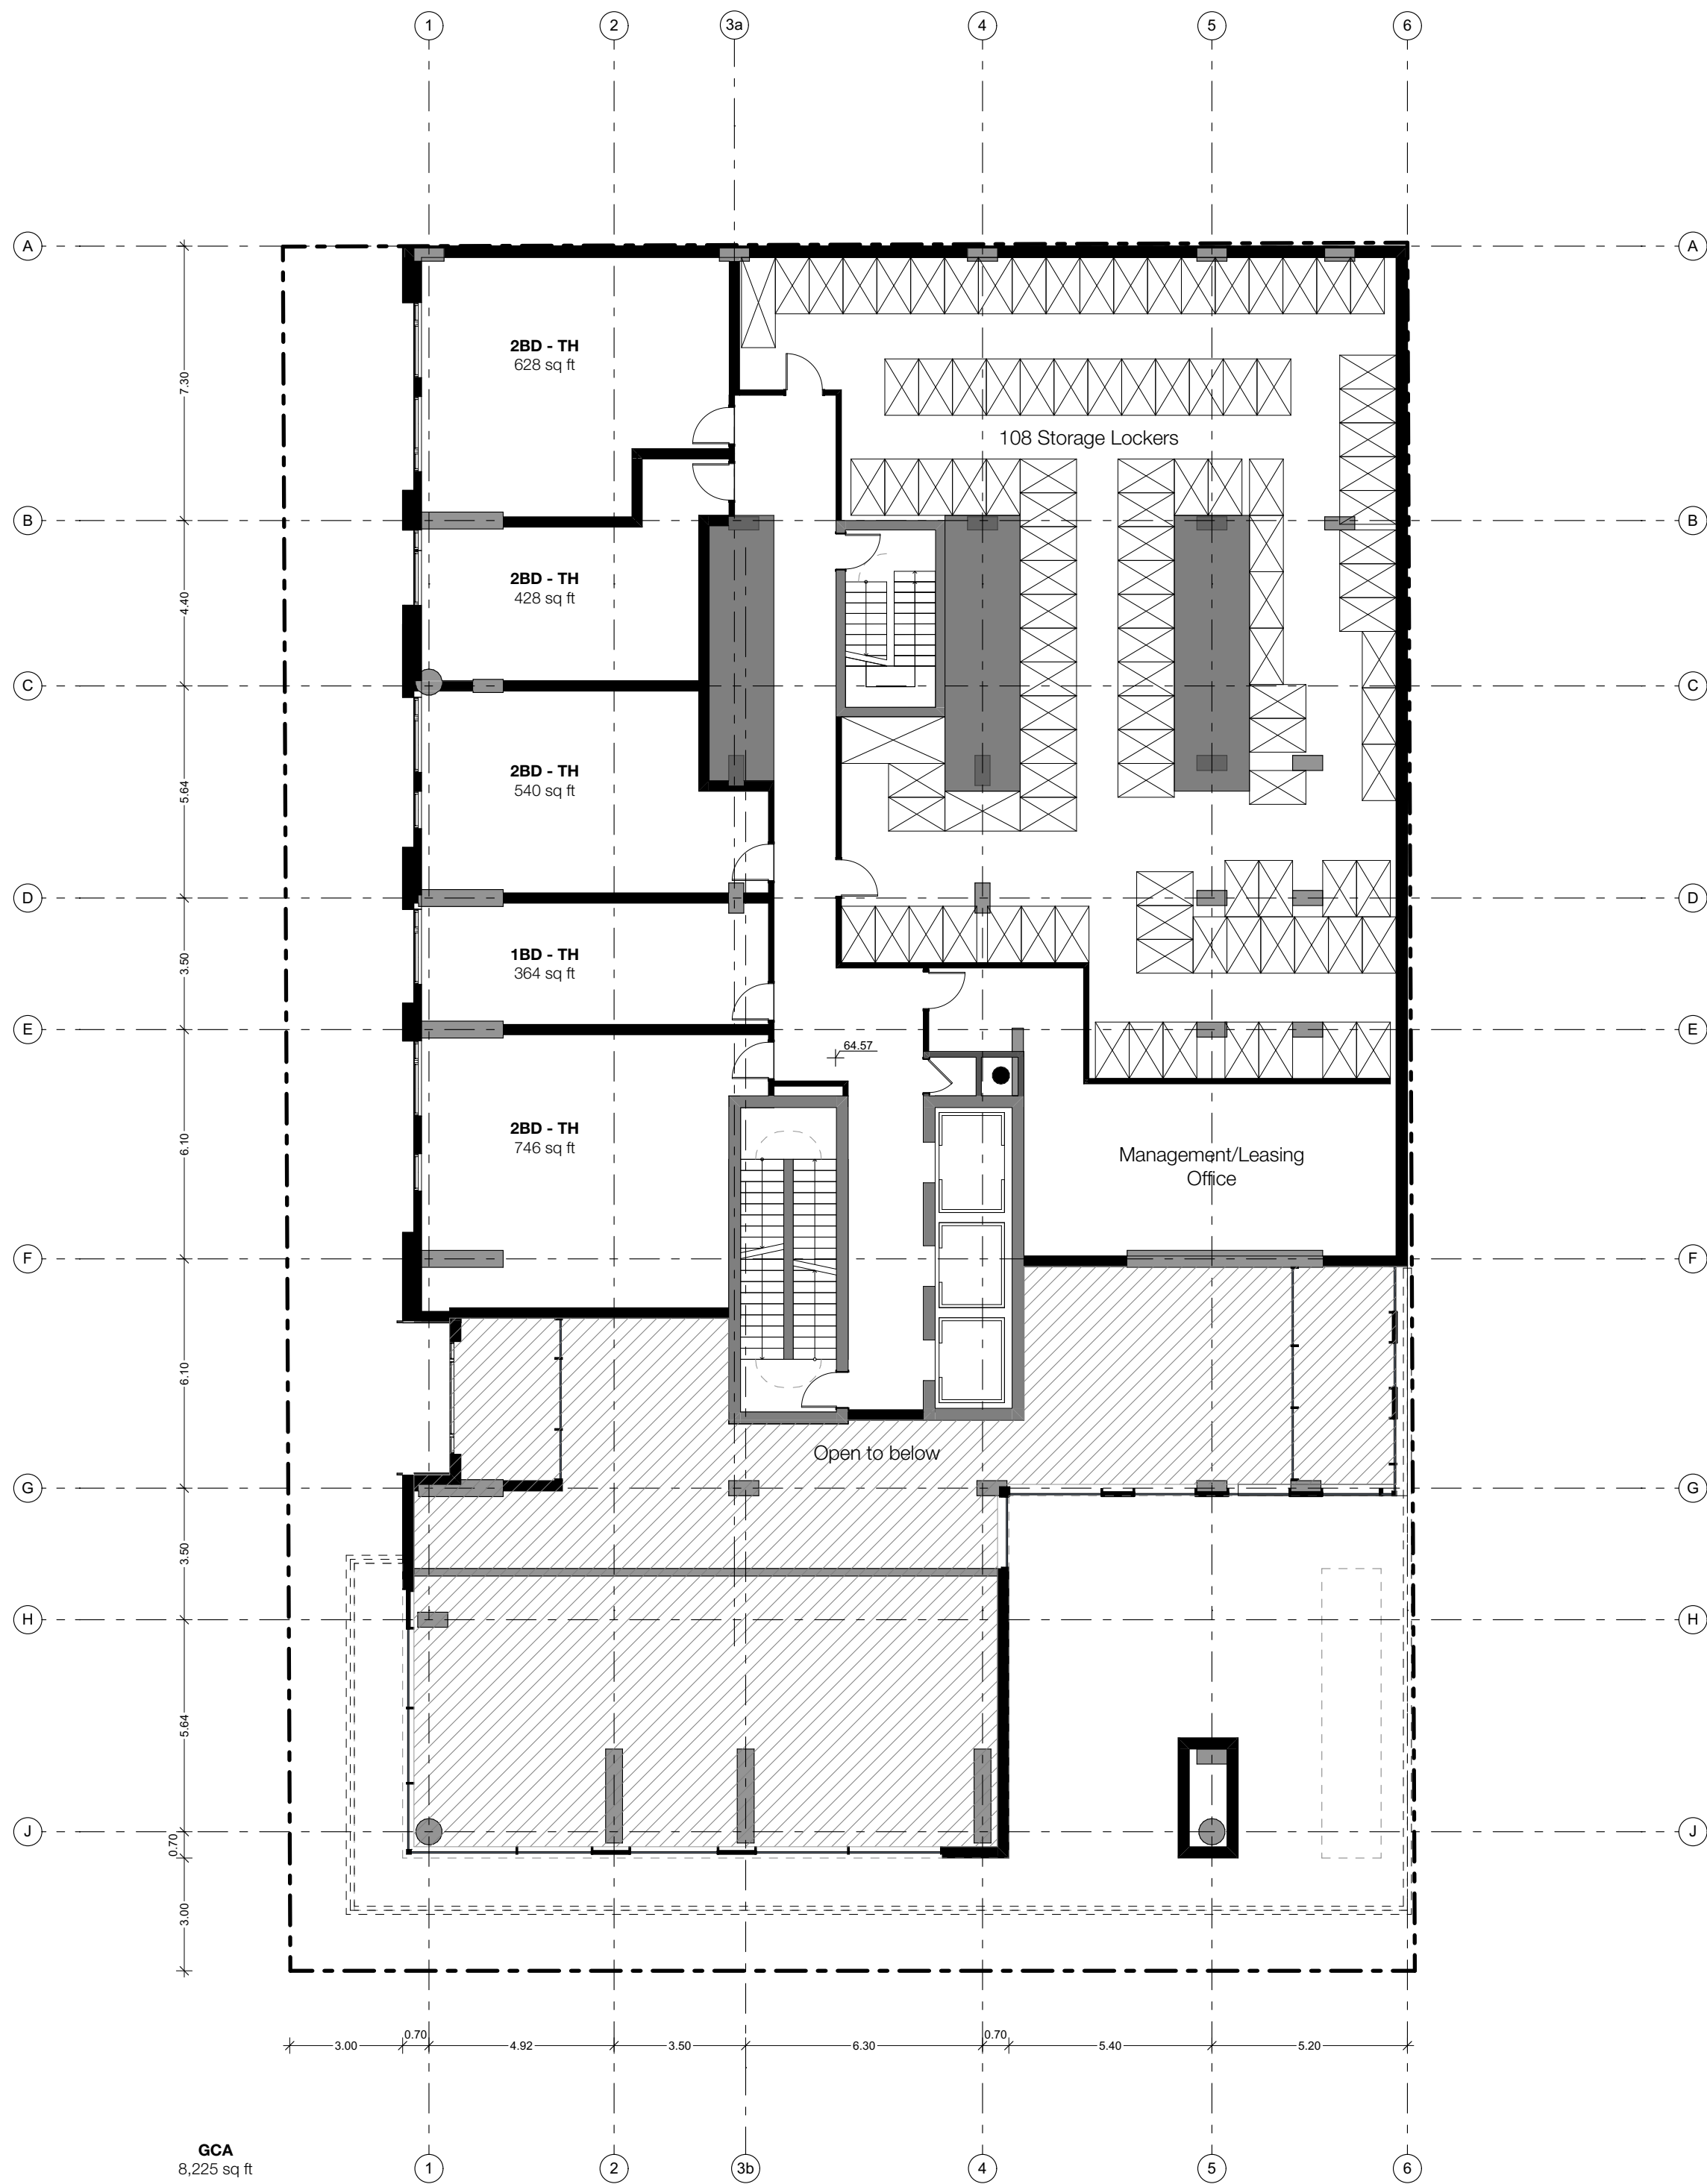 1 2 3a 4 5 6
A A
7.30
2BD - TH
628 sq ft
108 Storage Lockers
B B
4.40
2BD - TH
428 sq ft
C C
5.64
2BD - TH
540 sq ft
D D
3.50
1BD - TH
364 sq ft
E E
64.57
6.10
2BD - TH
746 sq ft
Management/Leasing
Office
F F
6.10
Open to below
G G
3.50
H H
5.64
J J
0.70
3.00
3.00 0.70 4.92 3.50 6.30 0.70 5.40 5.20
GCA
8,225 sq ft
1 2 3b 4 5 6